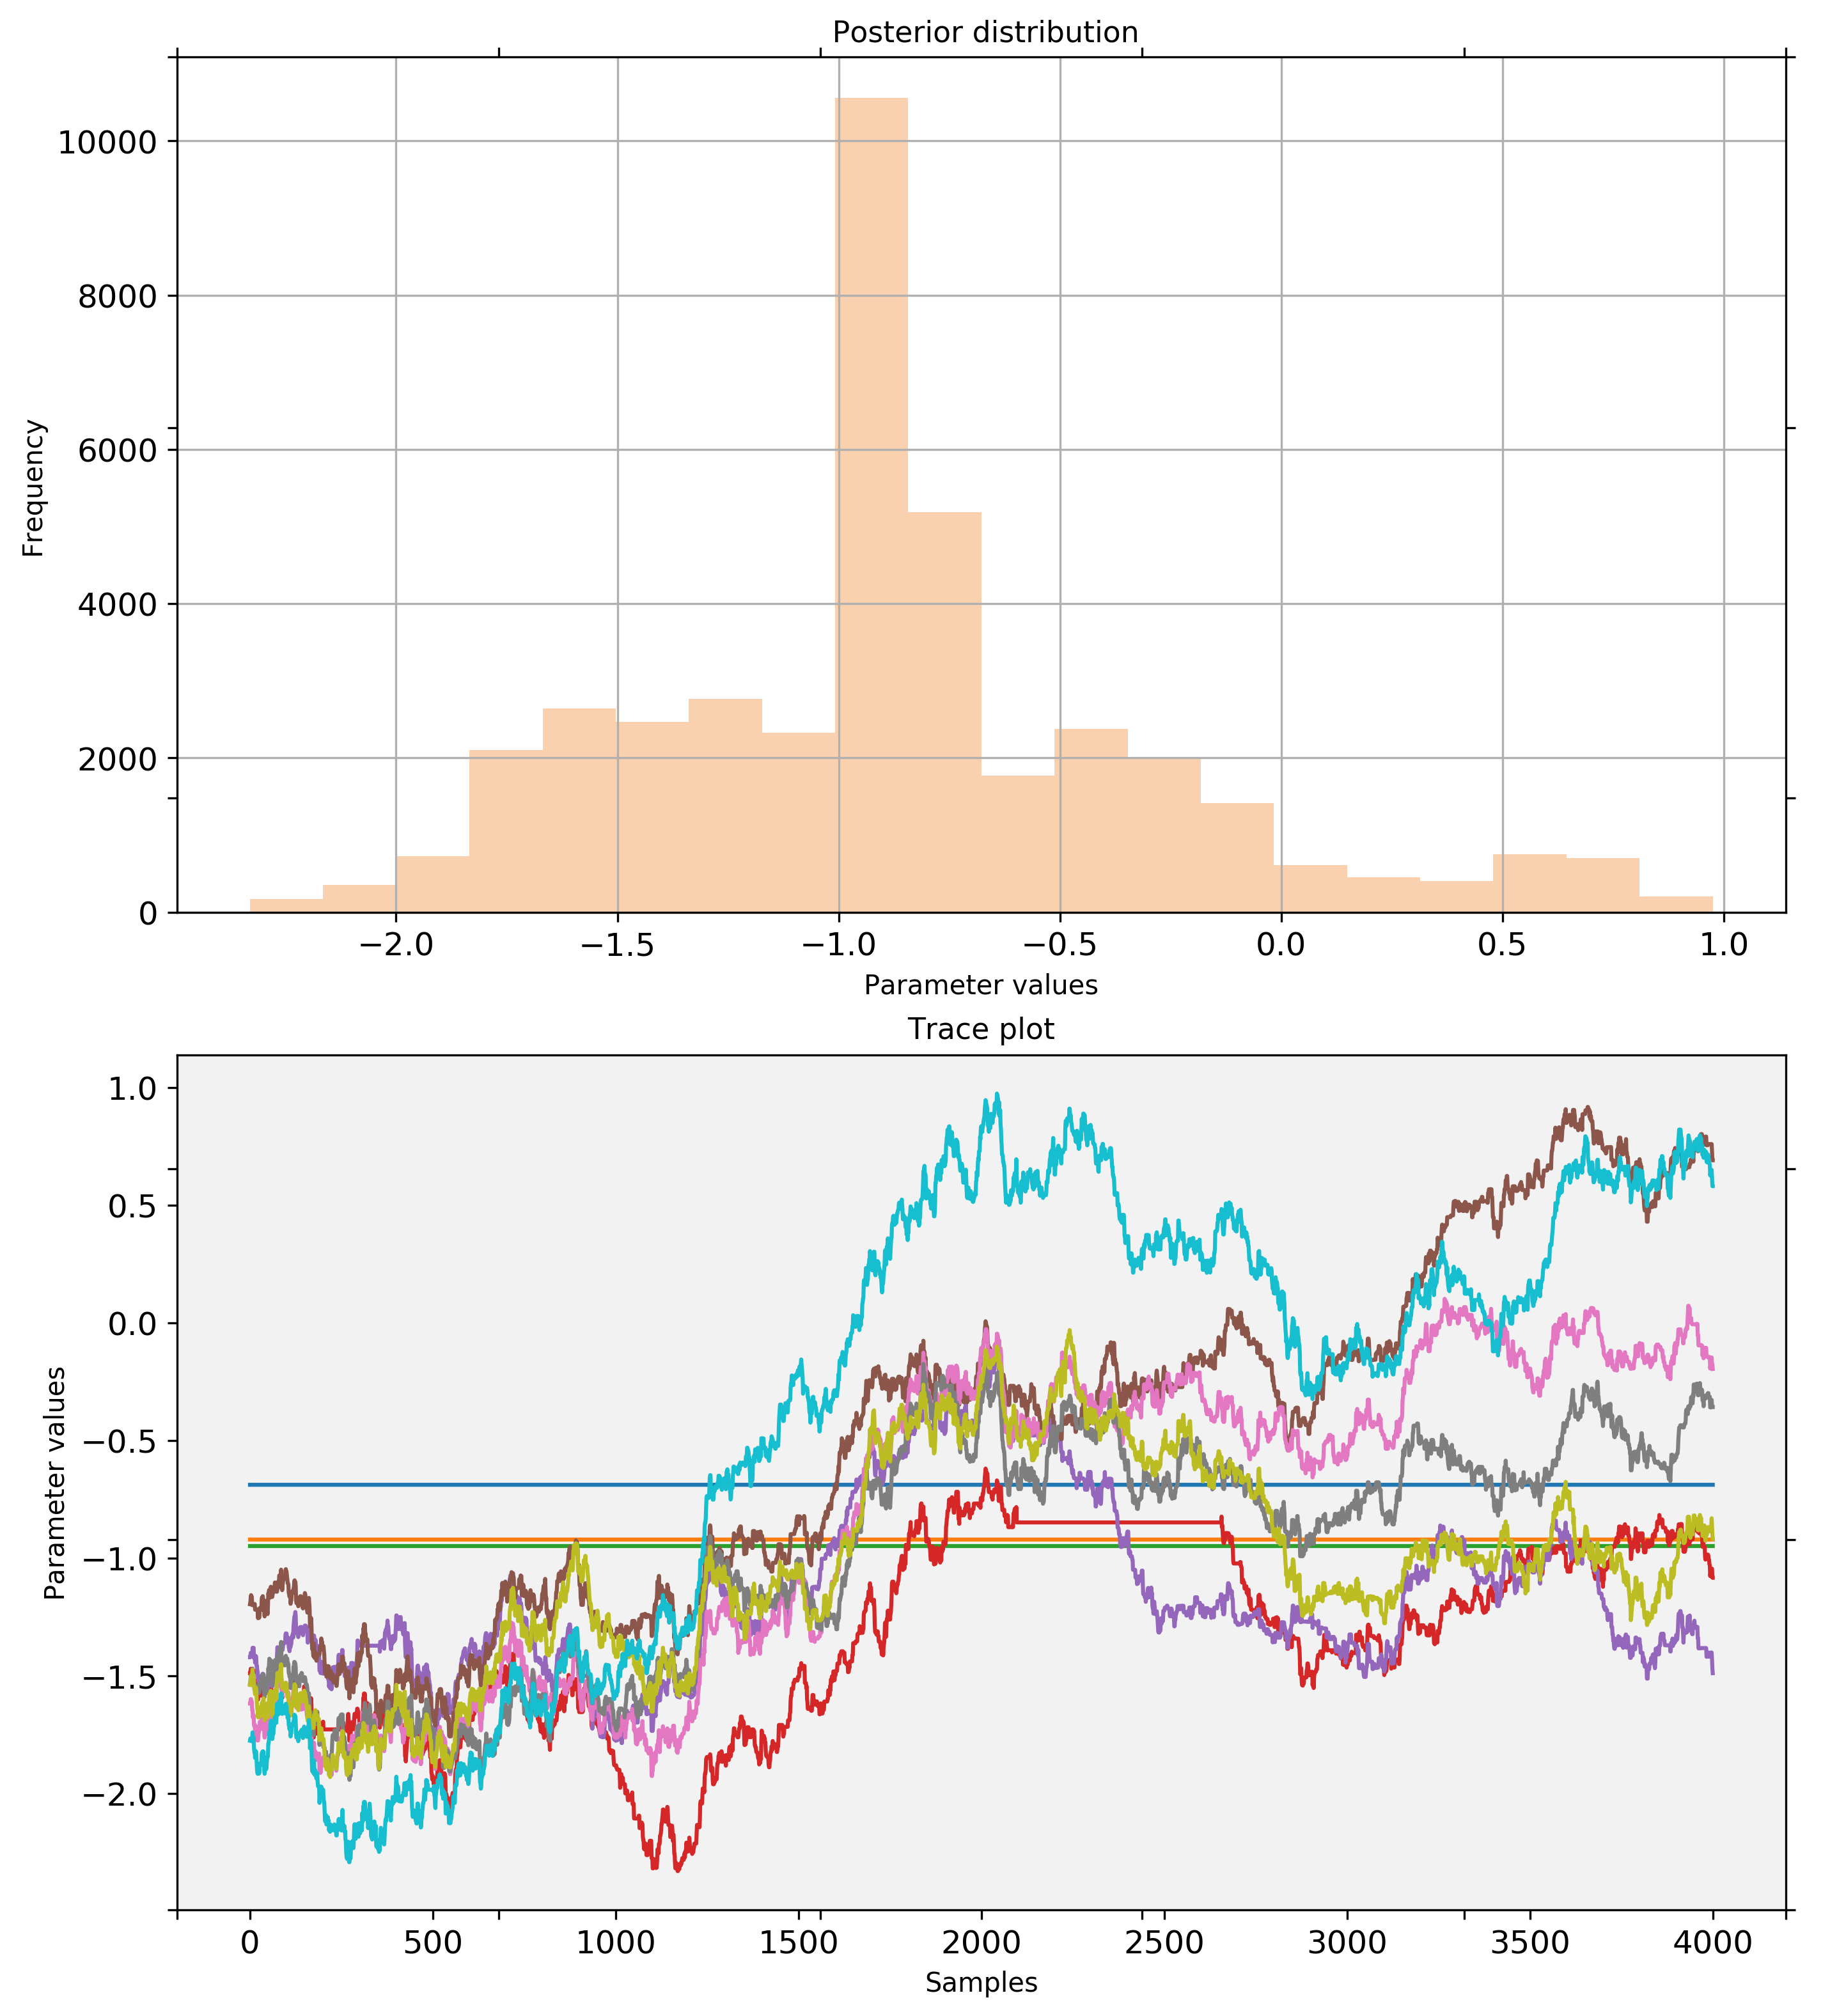 Posterior distribution
10000
8000
6000
4000
2000
0
Frequency
−2.0 −1.5 −1.0 −0.5 0.0 0.5 1.0
Parameter values
Trace plot
1.0
0.5
0.0
−0.5
−1.0
−1.5
−2.0
Parameter values
0 500 1000 1500 2000 2500 3000 3500 4000
Samples